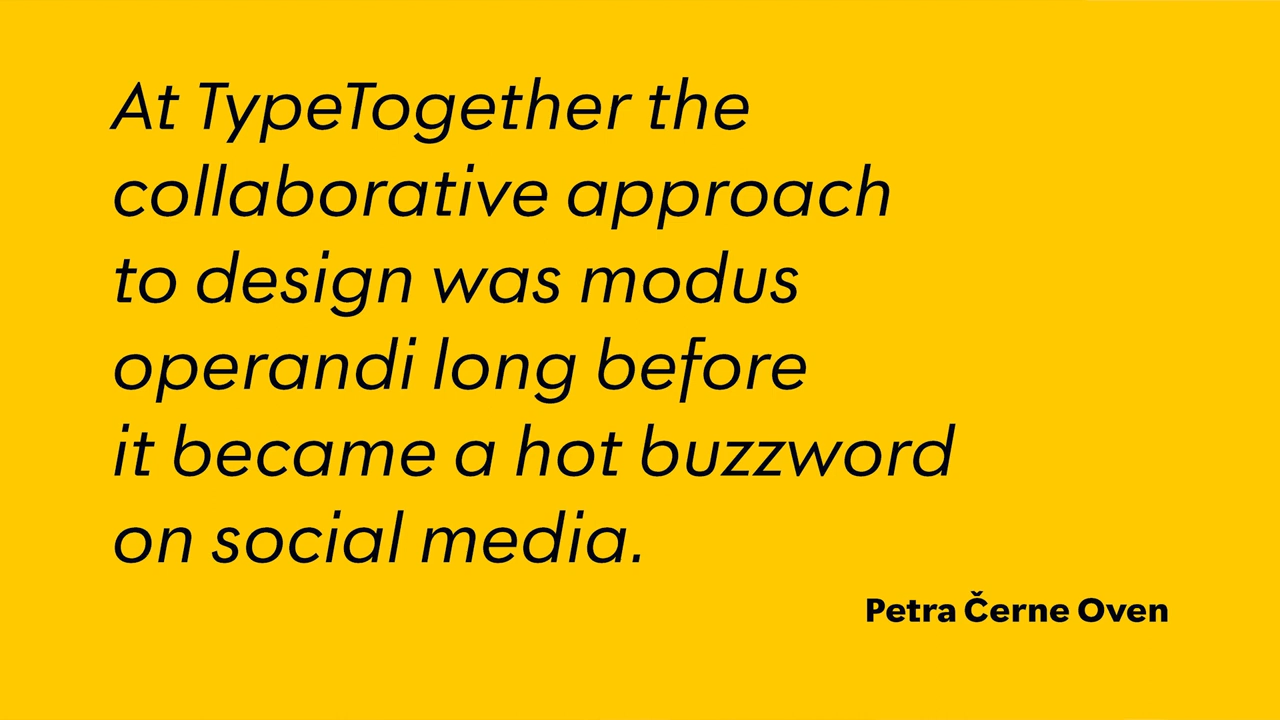 At TypeTogether the
collaborative approach
to design was modus
operandi long before
it became a hot buzzword
on social media.
Petra Černe Oven